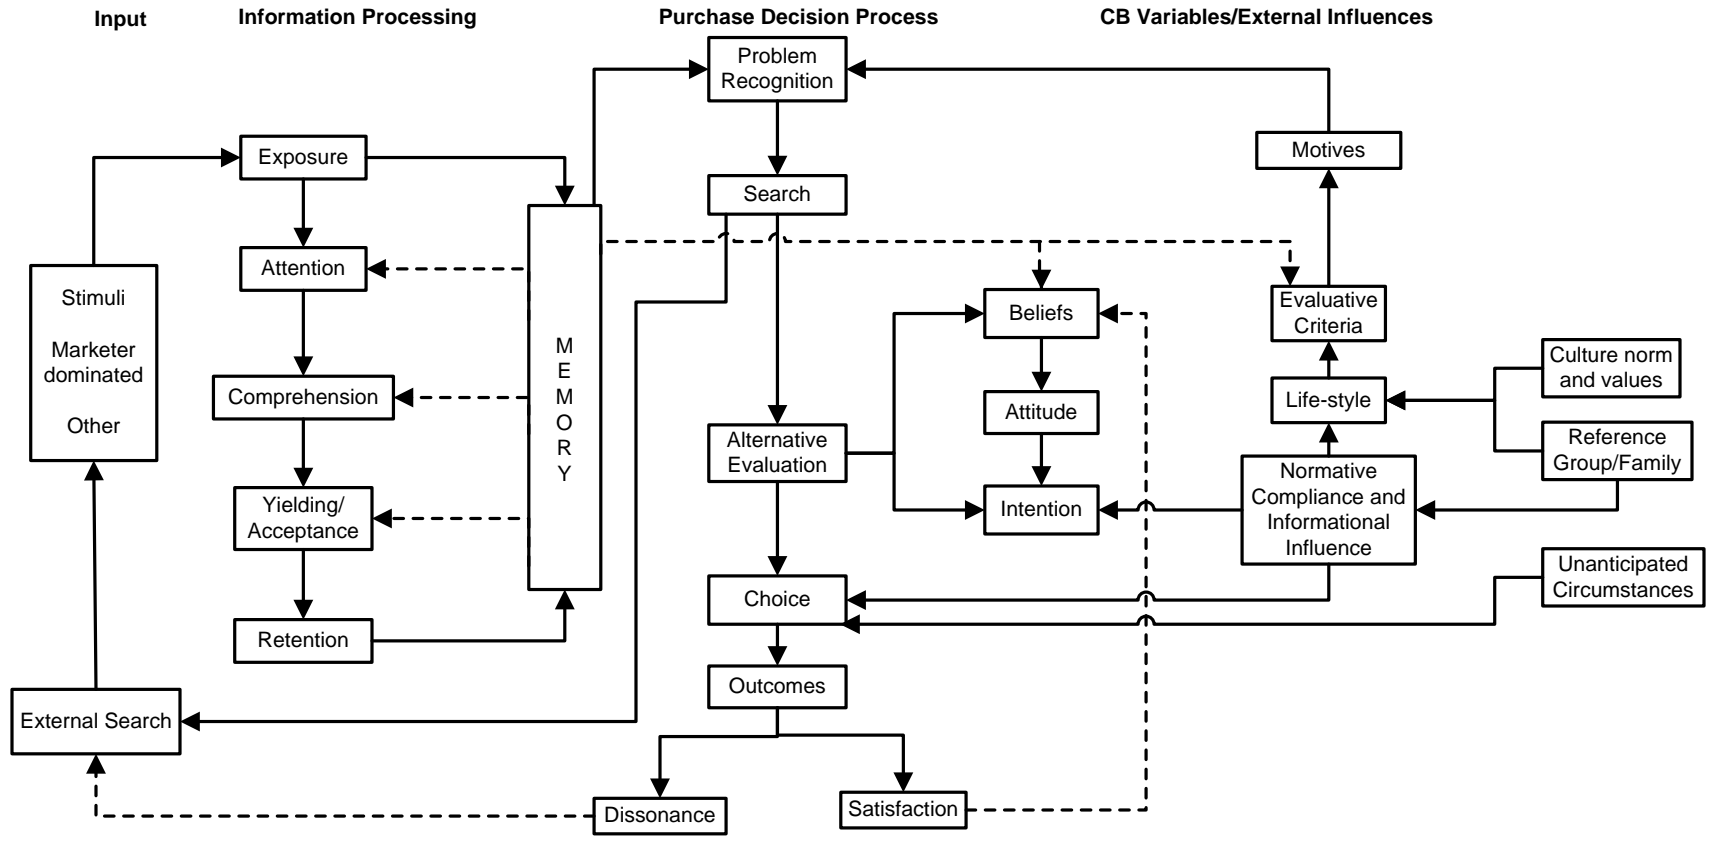 Input
Information Processing
Purchase Decision Process
CB Variables/External Influences
Stimuli
Marketer
dominated
Other
External Search
Exposure
Attention
Comprehension
Yielding/
Acceptance
Retention
M
E
M
O
R
Y
Problem
Recognition
Search
Alternative
Evaluation
Choice
Outcomes
Dissonance
Satisfaction
Beliefs
Attitude
Intention
Motives
Evaluative
Criteria
Life-style
Normative
Compliance and
Informational
Influence
Culture norm
and values
Reference
Group/Family
Unanticipated
Circumstances